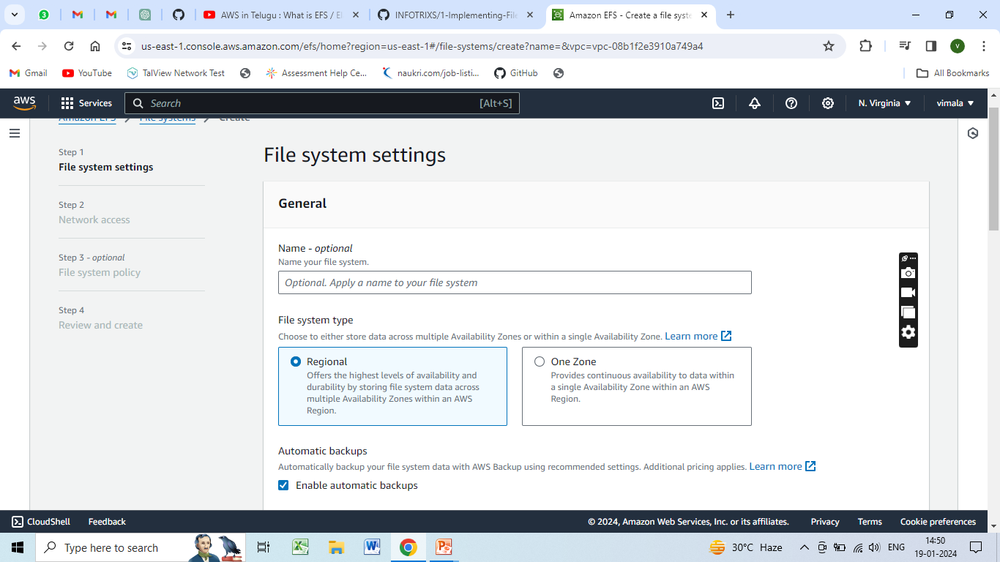 3
AWS in Telugu : What is EFS / E
INFOTRIXS/1-Implementing-File
Amazon EFS - Create a file syste
us-east-1.console.aws.amazon.com/efs/home?region=us-east-1#/file-systems/create?name=&vpc=vpc-08b1f2e3910a749a4
V
Gmail
YouTube
TalView Network Test
Assessment Help Ce...
naukri.com/job-listi...
GitHub
All Bookmarks
aws
Services
Search
[Alt+S]
N. Virginia
vimala
Amazon EFS
File systems
Create
Step 1
File system settings
Step 2
Network access
Step 3 - optional
File system policy
Step 4
Review and create
File system settings
General
Name - optional
Name your file system.
Optional. Apply a name to your file system
File system type
Choose to either store data across multiple Availability Zones or within a single Availability Zone. Learn more
Regional
Offers the highest levels of availability and
durability by storing file system data across
multiple Availability Zones within an AWS
Region.
One Zone
Provides continuous availability to data within
a single Availability Zone within an AWS
Region.
Automatic backups
Automatically backup your file system data with AWS Backup using recommended settings. Additional pricing applies. Learn more
Enable automatic backups
CloudShell
Feedback
© 2024, Amazon Web Services, Inc. or its affiliates.
Privacy
Terms
Cookie preferences
Type here to search
30°C Haze
ENG
14:50
19-01-2024